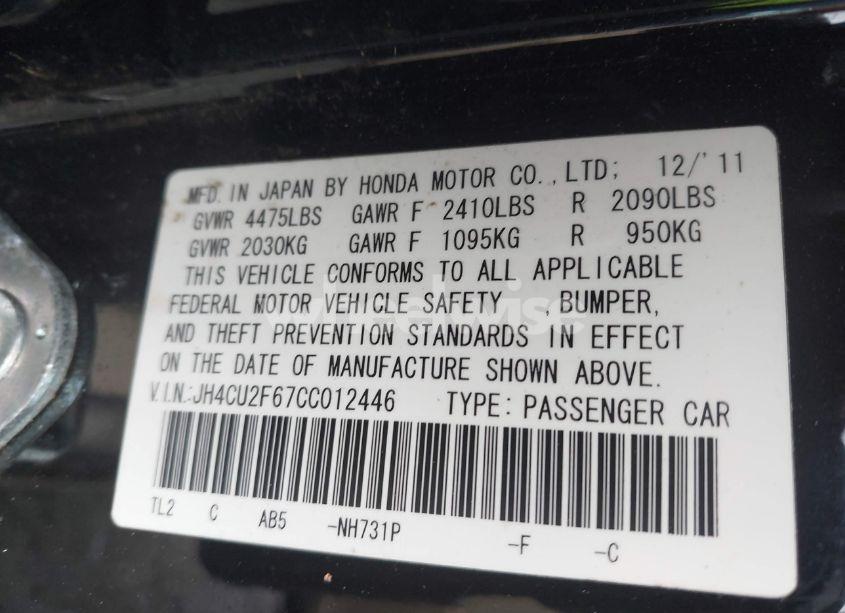 MFD. IN JAPAN BY HONDA MOTOR CO., LTD; 12/'11
GVWR 4475LBS GAWR F 2410LBS R 2090LBS
GVWR 2030KG GAWR F 1095KG R 950KG
THIS VEHICLE CONFORMS TO ALL APPLICABLE
FEDERAL MOTOR VEHICLE SAFETY , BUMPER,
AND THEFT PREVENTION STANDARDS IN EFFECT
ON THE DATE OF MANUFACTURE SHOWN ABOVE.
V.I.N.:JH4CU2F67CC012446 TYPE: PASSENGER CAR
TL2 C AB5 -NH731P -F -C